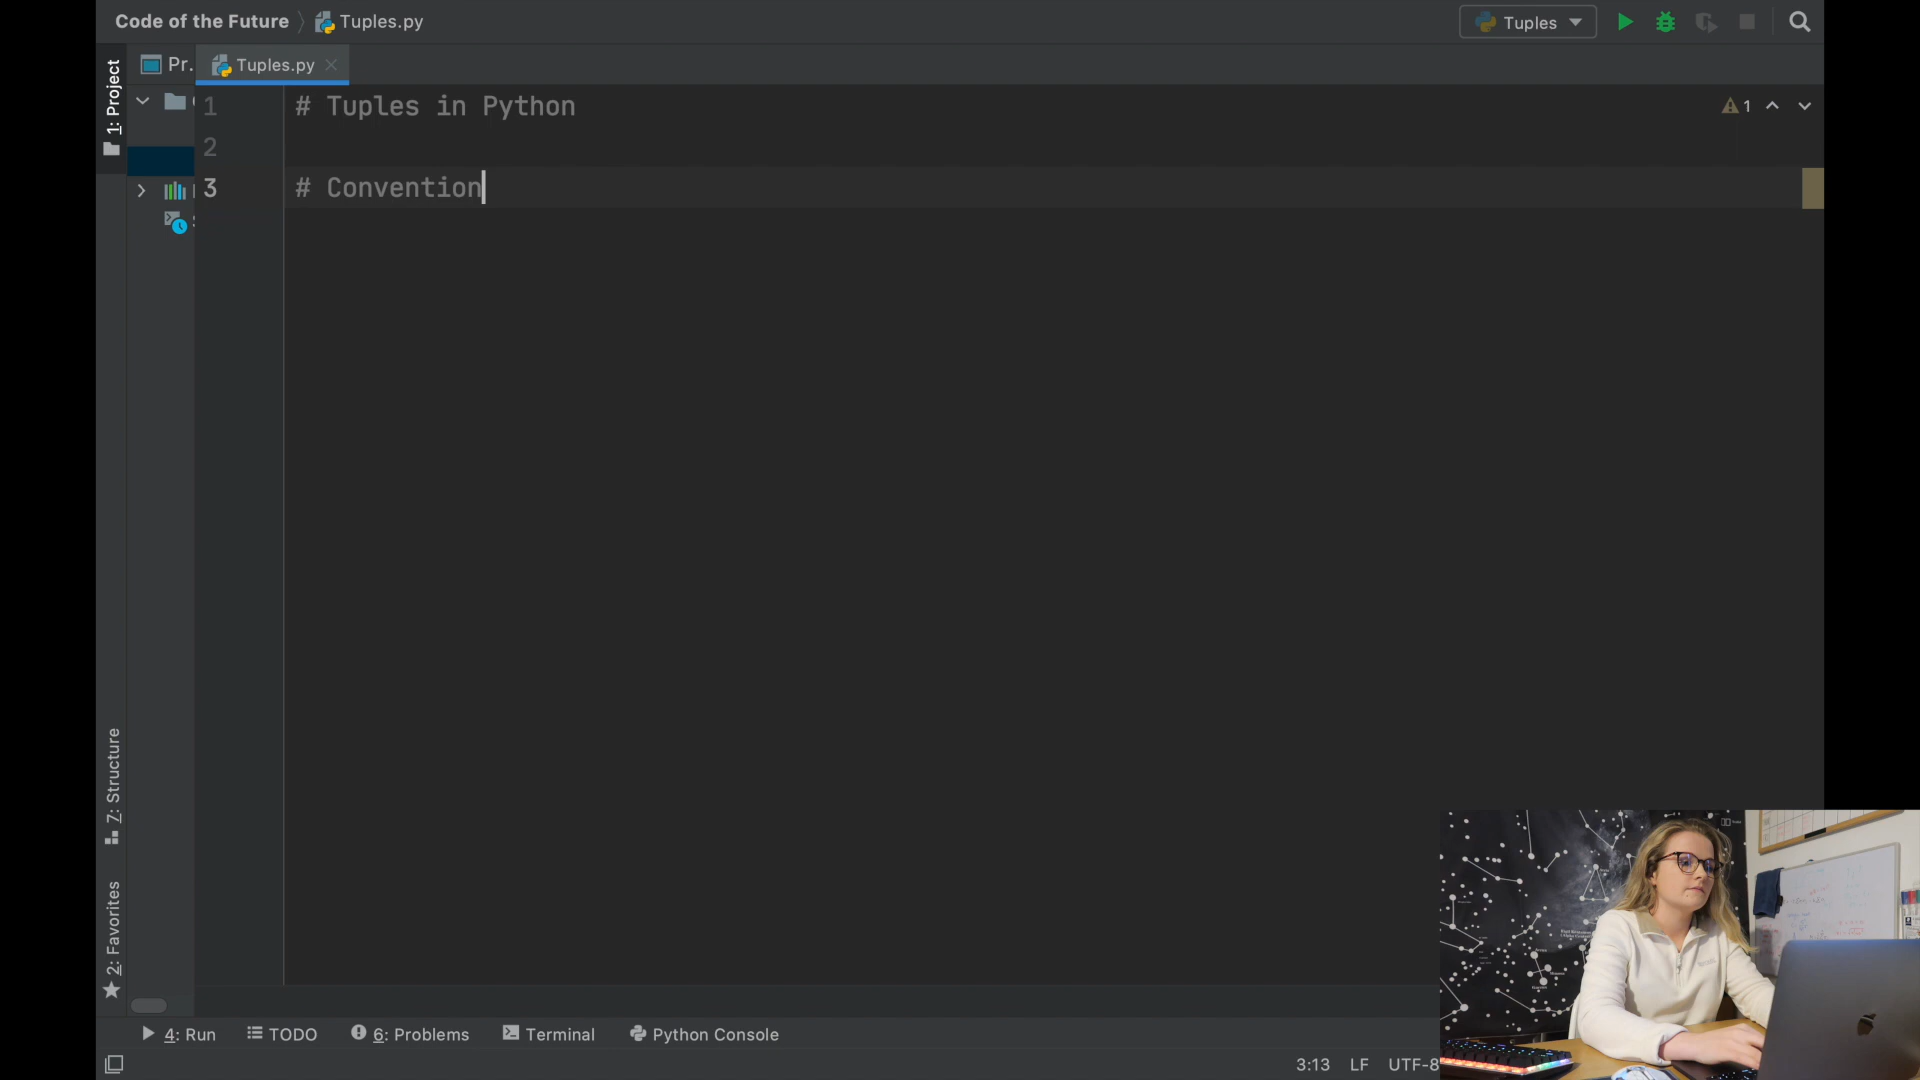 Code of the Future
Tuples.py
Tuples
1: Project
Pr.
Tuples.py
1
# Tuples in Python
1
2
3
# Convention
7: Structure
2: Favorites
4: Run
TODO
6: Problems
Terminal
Python Console
3:13
LF
UTF-8